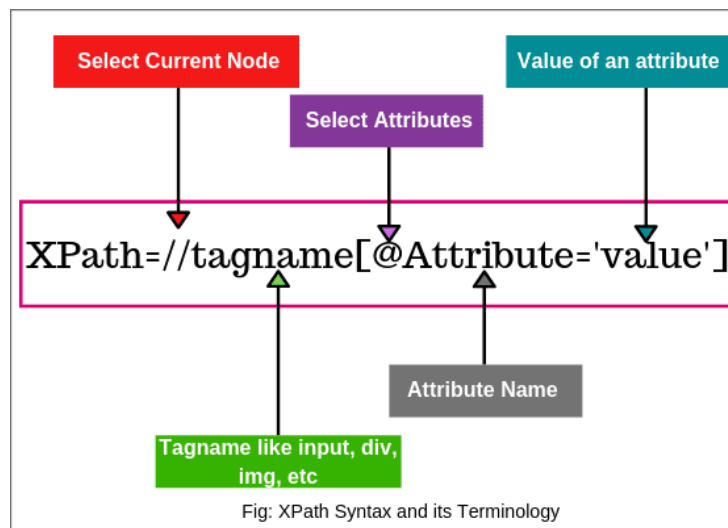 Select Current Node
Value of an attribute
Select Attributes
XPath=//tagname[@Attribute='value']
Attribute Name
Tagname like input, div,
img, etc
Fig: XPath Syntax and its Terminology